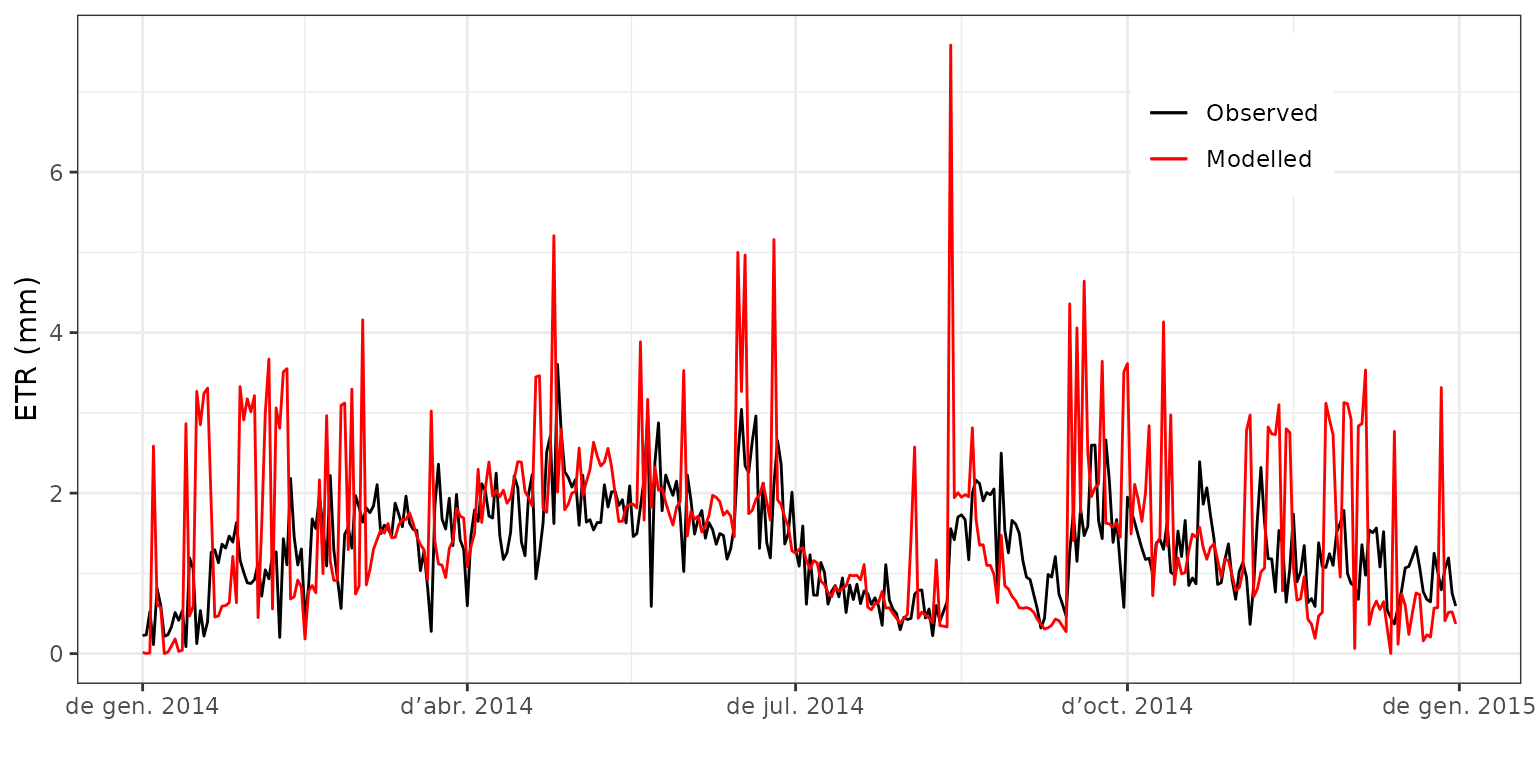 ETR (mm)
6
4
2
0
Observed
Modelled
de gen. 2014
d’abr. 2014
de jul. 2014
d’oct. 2014
de gen. 2015